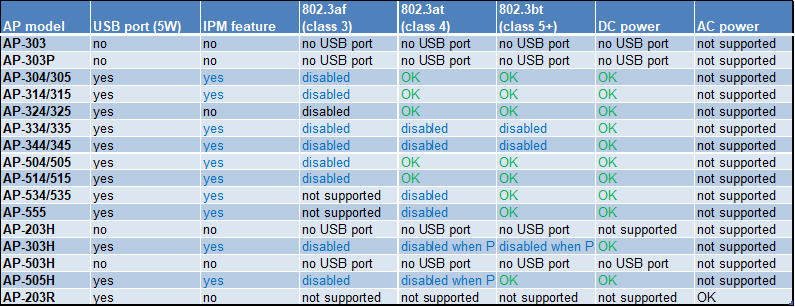 AP model USB port (5W) IPM feature 802.3af (class 3) 802.3at (class 4) 802.3bt (class 5+) DC power AC power
AP-303 no no no USB port no USB port no USB port no USB port not supported
AP-303P no no no USB port no USB port no USB port no USB port not supported
AP-304/305 yes yes disabled OK OK OK not supported
AP-314/315 yes yes disabled OK OK OK not supported
AP-324/325 yes no disabled OK OK OK not supported
AP-334/335 yes yes disabled disabled disabled OK not supported
AP-344/345 yes yes disabled disabled disabled OK not supported
AP-504/505 yes yes disabled OK OK OK not supported
AP-514/515 yes yes disabled OK OK OK not supported
AP-534/535 yes yes not supported disabled OK OK not supported
AP-555 yes yes not supported disabled OK OK not supported
AP-203H no no no USB port no USB port no USB port not supported not supported
AP-303H yes yes disabled disabled when P disabled when P OK not supported
AP-503H no no no USB port no USB port no USB port no USB port not supported
AP-505H yes yes disabled disabled when P OK OK not supported
AP-203R yes no not supported not supported not supported not supported OK